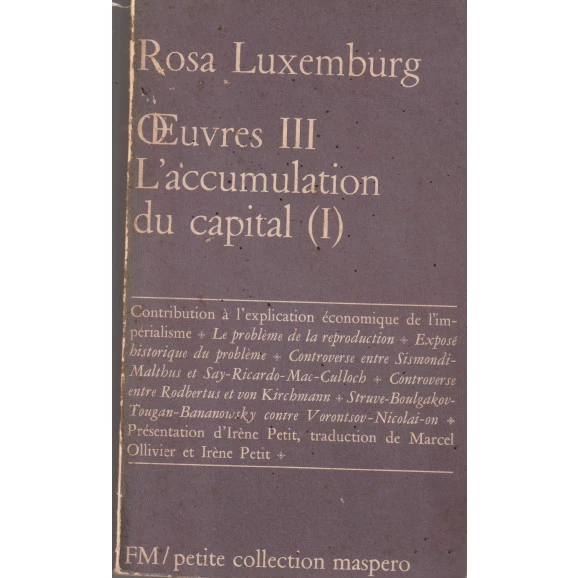 Rosa Luxemburg
Œuvres III
L'accumulation
du capital (I)
Contribution à l'explication économique de l'im-
périalisme + Le problème de la reproduction + Exposé
historique du problème + Controverse entre Sismondi-
Malthus et Say-Ricardo-Mac-Culloch + Controverse
entre Rodbertus et von Kirchmann + Struve-Boulgakov-
Tougan-Bananowsky contre Vorontsov-Nicolai-on +
Présentation d'Irène Petit, traduction de Marcel
Ollivier et Irène Petit +
FM/petite collection maspero